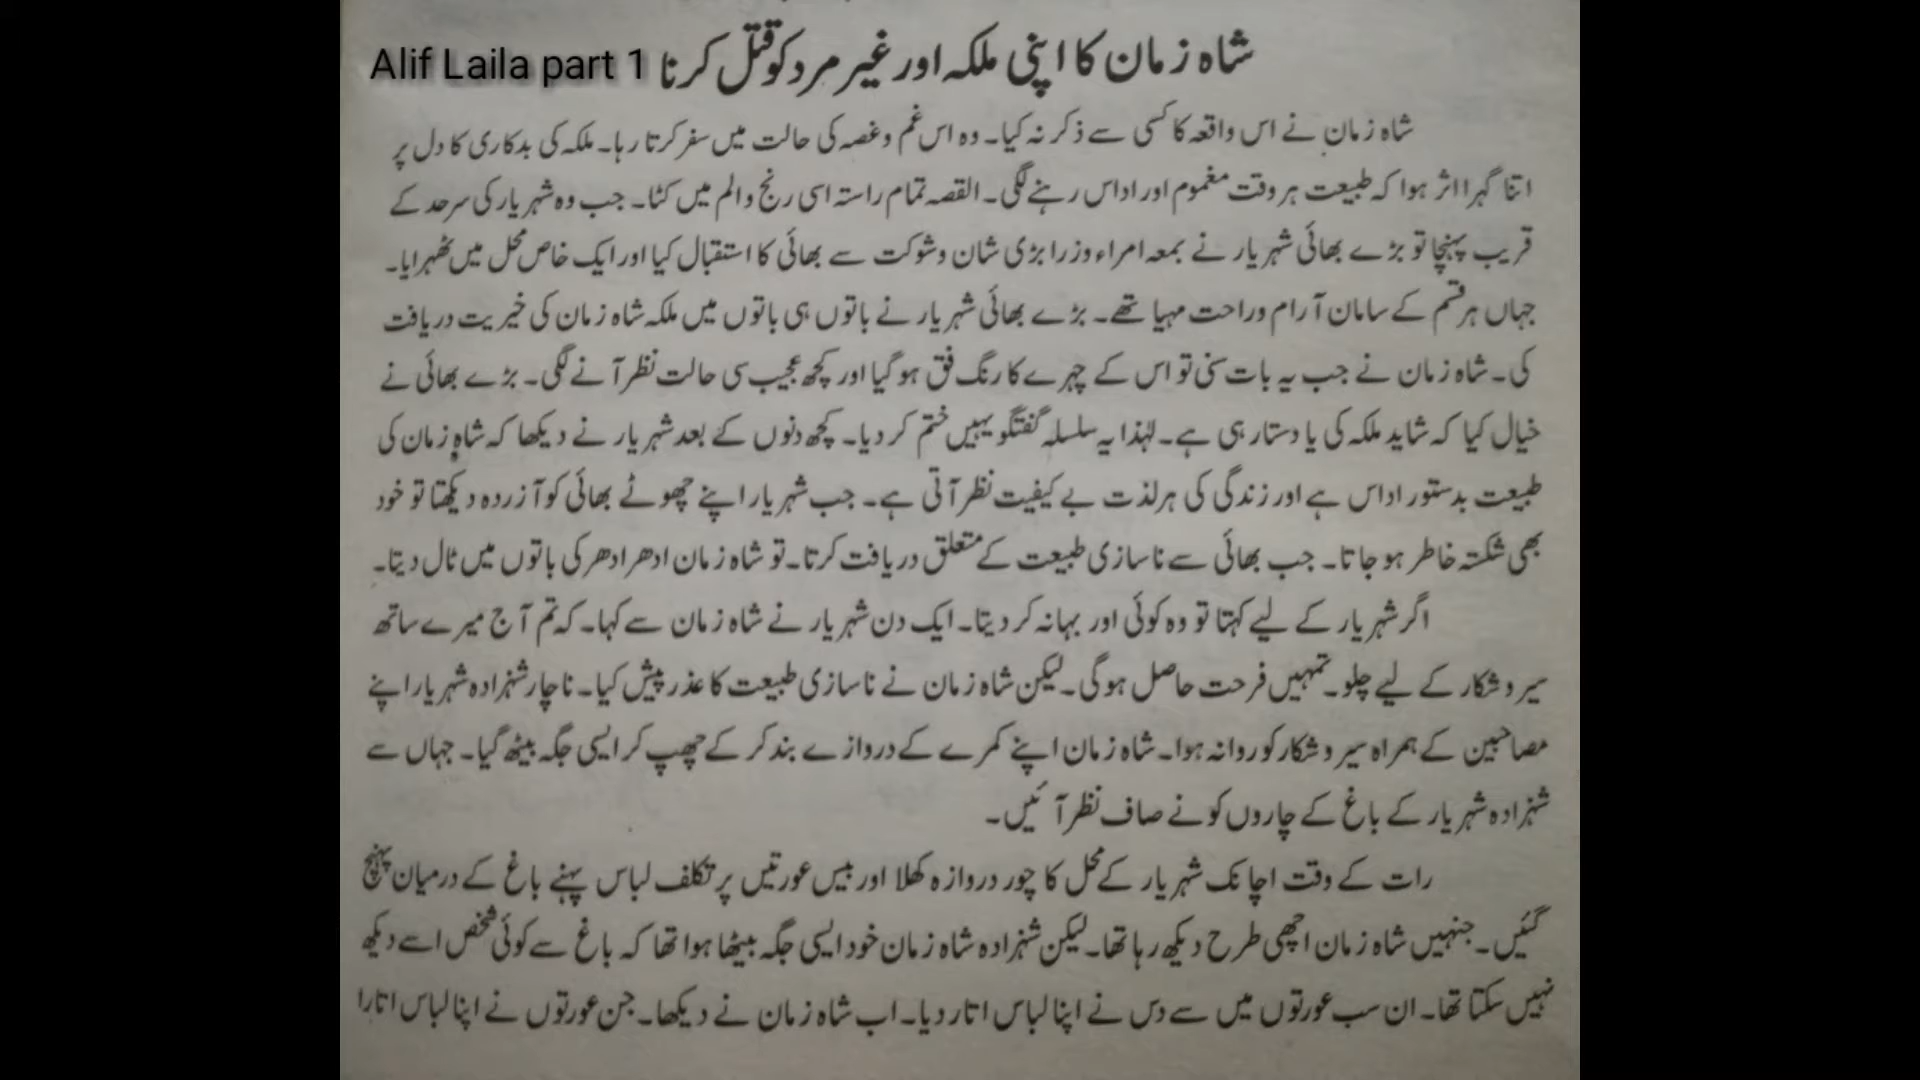 شاہ زمان کا اپنی ملکہ اور غیر مرد کو قتل کرنا Alif Laila part 1
شاہ زمان نے اس واقعہ کا کسی سے ذکر نہ کیا۔ وہ اس غم وغصہ کی حالت میں سفر کرتا رہا۔ ملکہ کی بدکاری کا دل پر
اتنا گہرا اثر ہوا کہ طبیعت ہر وقت مغموم اور اداس رہنے لگی۔ القصہ تمام راستہ اسی رنج والم میں کٹا۔ جب وہ شہریار کی سرحد کے
قریب پہنچا تو بڑے بھائی شہریار نے بمعہ امراء وزرا بڑی شان وشوکت سے بھائی کا استقبال کیا اور ایک خاص محل میں ٹھہرایا۔
جہاں ہر قسم کے سامان آرام وراحت مہیا تھے۔ بڑے بھائی شہریار نے باتوں ہی باتوں میں ملکہ شاہ زمان کی خیریت دریافت
کی۔ شاہ زمان نے جب یہ بات سنی تو اس کے چہرے کا رنگ فق ہو گیا اور کچھ عجیب سی حالت نظر آنے لگی۔ بڑے بھائی نے
خیال کیا کہ شاید ملکہ کی یاد ستا رہی ہے۔ لہٰذا یہ سلسلہ گفتگو یہیں ختم کر دیا۔ کچھ دنوں کے بعد شہریار نے دیکھا کہ شاہ زمان کی
طبیعت بدستور اداس ہے اور زندگی کی ہر لذت بے کیفیت نظر آتی ہے۔ جب شہریار اپنے چھوٹے بھائی کو آزردہ دیکھتا تو خود
بھی شکستہ خاطر ہو جاتا۔ جب بھائی سے ناسازی طبیعت کے متعلق دریافت کرتا۔ تو شاہ زمان ادھر ادھر کی باتوں میں ٹال دیتا۔
اگر شہریار کے لیے کہتا تو وہ کوئی اور بہانہ کر دیتا۔ ایک دن شہریار نے شاہ زمان سے کہا۔ کہ تم آج میرے ساتھ
سیر و شکار کے لیے چلو۔ تمہیں فرحت حاصل ہوگی۔ لیکن شاہ زمان نے ناسازی طبیعت کا عذر پیش کیا۔ ناچار شہزادہ شہریار اپنے
مصاحبین کے ہمراہ سیر و شکار کو روانہ ہوا۔ شاہ زمان اپنے کمرے کے دروازے بند کر کے چھپ کر ایسی جگہ بیٹھ گیا۔ جہاں سے
شہزادہ شہریار کے باغ کے چاروں کونے صاف نظر آئیں۔
رات کے وقت اچانک شہریار کے محل کا چور دروازہ کھلا اور بیس عورتیں پر تکلف لباس پہنے باغ کے درمیان پہنچ
گئیں۔ جنہیں شاہ زمان اچھی طرح دیکھ رہا تھا۔ لیکن شہزادہ شاہ زمان خود ایسی جگہ بیٹھا ہوا تھا کہ باغ سے کوئی شخص اسے دیکھ
نہیں سکتا تھا۔ ان سب عورتوں میں سے دس نے اپنا لباس اتار دیا۔ اب شاہ زمان نے دیکھا۔ جن عورتوں نے اپنا لباس اتارا